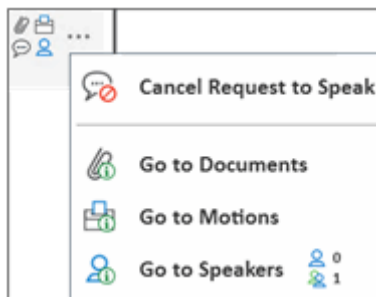 ...
Cancel Request to Speak
Go to Documents
Go to Motions
Go to Speakers 0
1